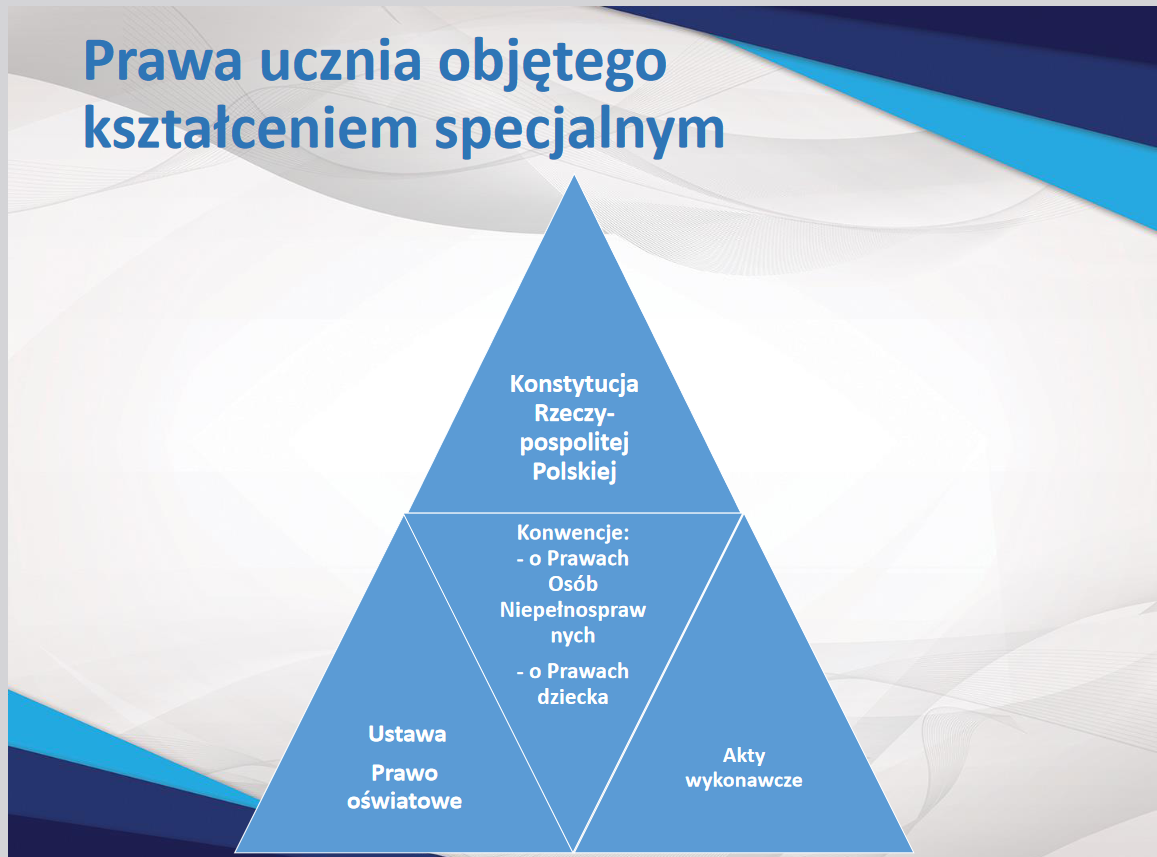 Prawa ucznia objętego
kształceniem specjalnym
Konstytucja
Rzeczy-
pospolitej
Polskiej
Konwencje:
- o Prawach
Osób
Niepełnospraw
nych
- o Prawach
dziecka
Ustawa
Prawo
oświatowe
Akty
wykonawcze